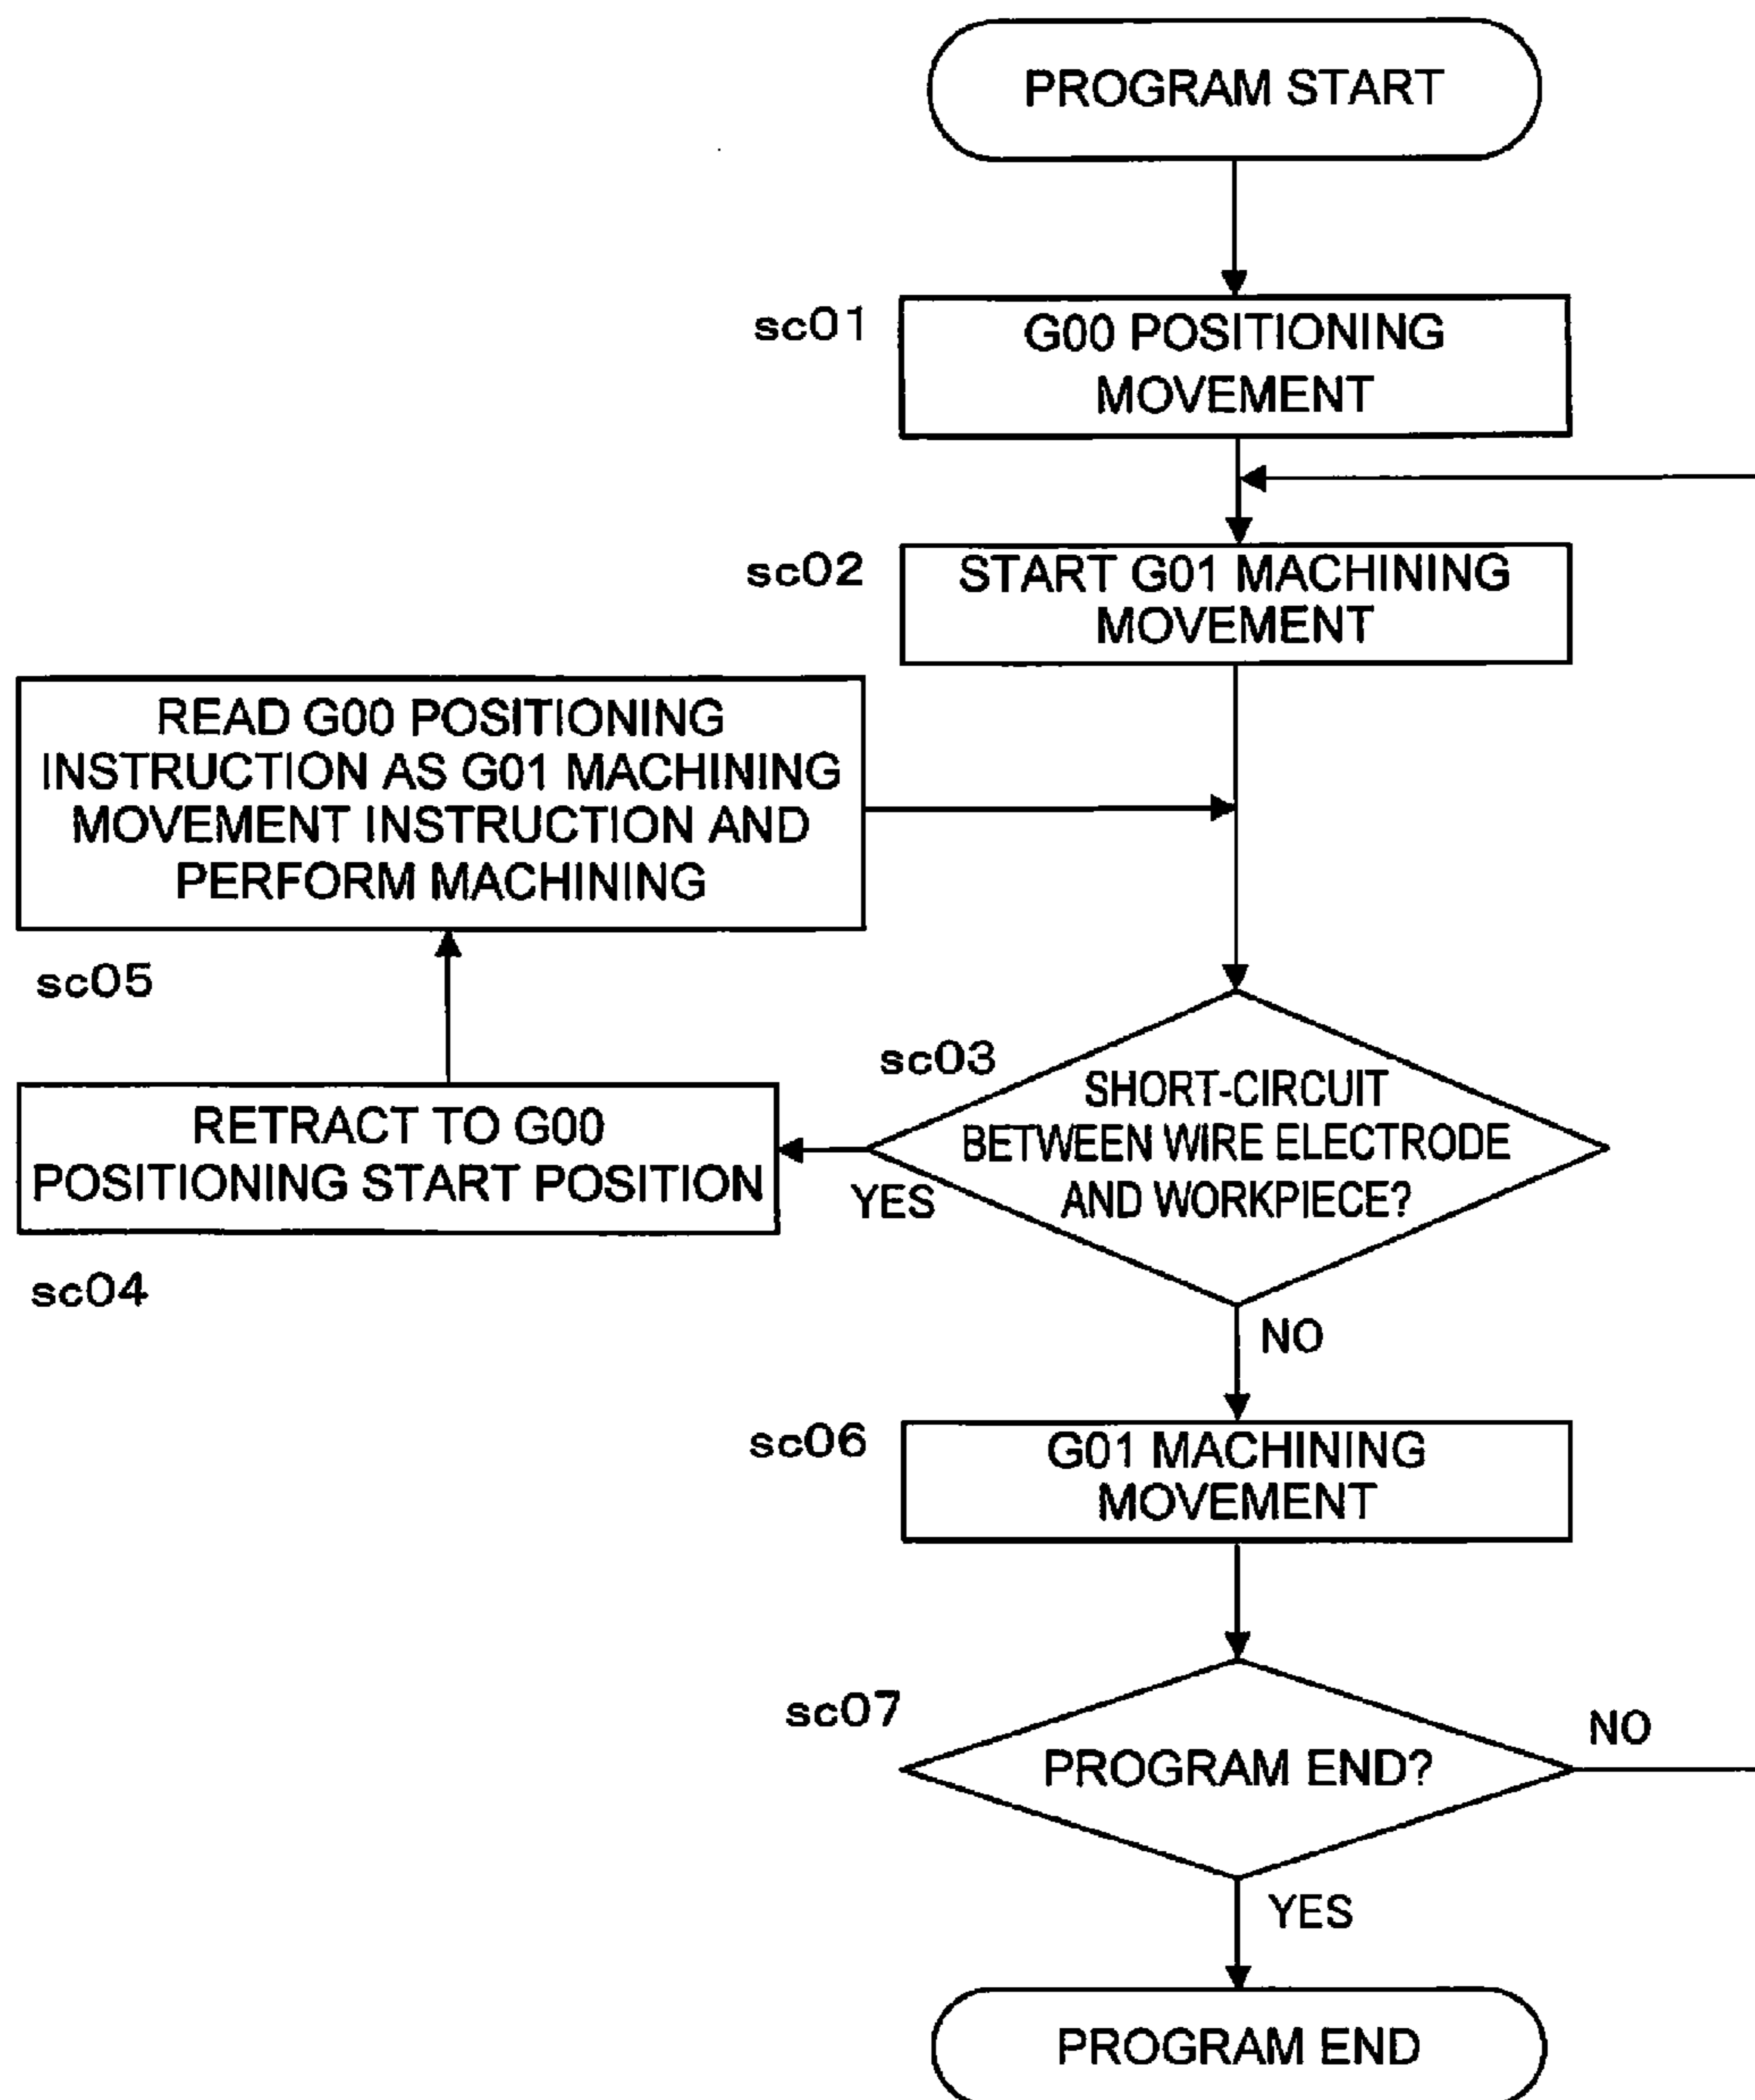 PROGRAM START
sc01
G00 POSITIONING
MOVEMENT
sc02
START G01 MACHINING
MOVEMENT
READ G00 POSITIONING
INSTRUCTION AS G01 MACHINING
MOVEMENT INSTRUCTION AND
PERFORM MACHINING
sc05
sc03
SHORT-CIRCUIT
BETWEEN WIRE ELECTRODE
AND WORKPIECE?
YES
RETRACT TO G00
POSITIONING START POSITION
sc04
NO
sc06
G01 MACHINING
MOVEMENT
sc07
PROGRAM END?
NO
YES
PROGRAM END